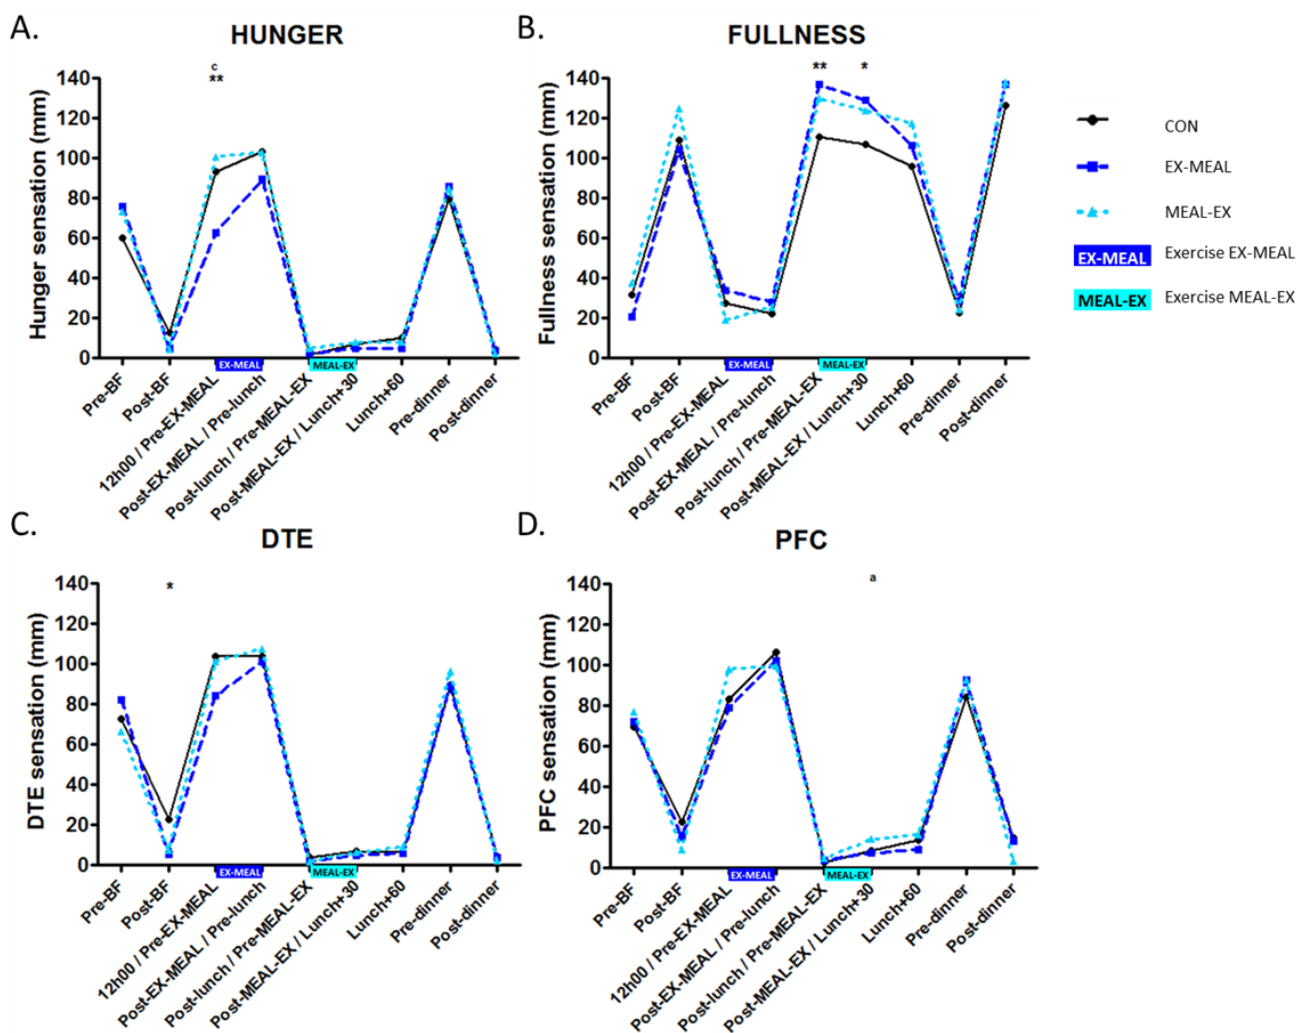 A.
HUNGER
c
**
Hunger sensation (mm)
140
120
100
80
60
40
20
0
EX-MEAL
MEAL-EX
Pre-BF
Post-BF
12h00 / Pre-EX-MEAL
Post-EX-MEAL / Pre-lunch
Post-lunch / Pre-MEAL-EX
Post-MEAL-EX / Lunch+30
Lunch+60
Pre-dinner
Post-dinner
B.
FULLNESS
** *
Fullness sensation (mm)
140
120
100
80
60
40
20
0
EX-MEAL
MEAL-EX
Pre-BF
Post-BF
12h00 / Pre-EX-MEAL
Post-EX-MEAL / Pre-lunch
Post-lunch / Pre-MEAL-EX
Post-MEAL-EX / Lunch+30
Lunch+60
Pre-dinner
Post-dinner
CON
EX-MEAL
MEAL-EX
EX-MEAL Exercise EX-MEAL
MEAL-EX Exercise MEAL-EX
C.
DTE
*
DTE sensation (mm)
140
120
100
80
60
40
20
0
EX-MEAL
MEAL-EX
Pre-BF
Post-BF
12h00 / Pre-EX-MEAL
Post-EX-MEAL / Pre-lunch
Post-lunch / Pre-MEAL-EX
Post-MEAL-EX / Lunch+30
Lunch+60
Pre-dinner
Post-dinner
D.
PFC
a
PFC sensation (mm)
140
120
100
80
60
40
20
0
EX-MEAL
MEAL-EX
Pre-BF
Post-BF
12h00 / Pre-EX-MEAL
Post-EX-MEAL / Pre-lunch
Post-lunch / Pre-MEAL-EX
Post-MEAL-EX / Lunch+30
Lunch+60
Pre-dinner
Post-dinner